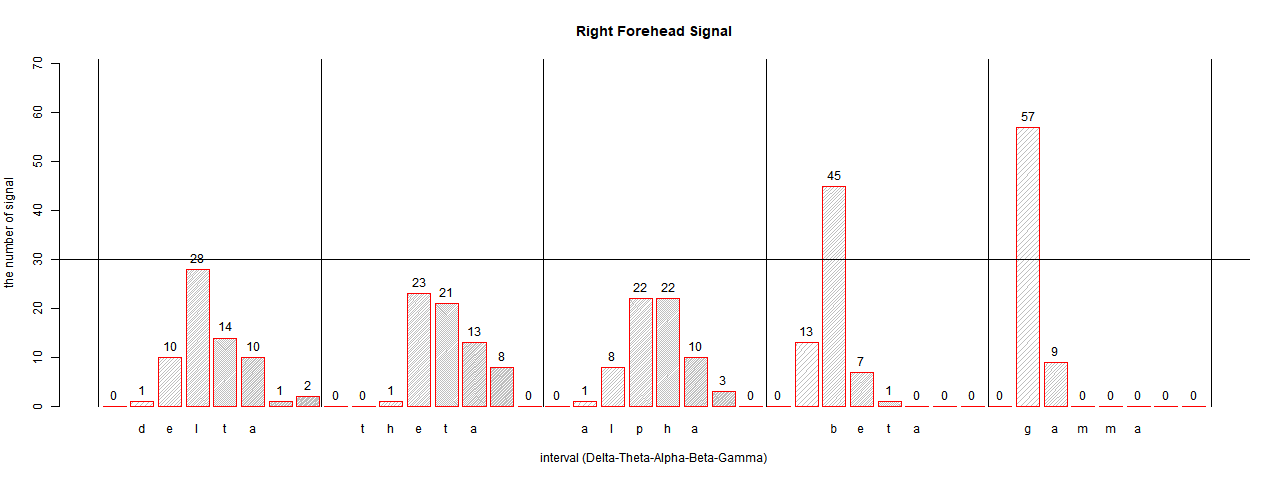 Right Forehead Signal
the number of signal
70
60
50
40
30
20
10
0
0 1 10 28 14 10 1 2
0 0 1 23 21 13 8 0
0 1 8 22 22 10 3 0
0 13 45 7 1 0 0 0
0 57 9 0 0 0 0 0
d e l t a t h e t a a l p h a b e t a g a m m a
interval (Delta-Theta-Alpha-Beta-Gamma)